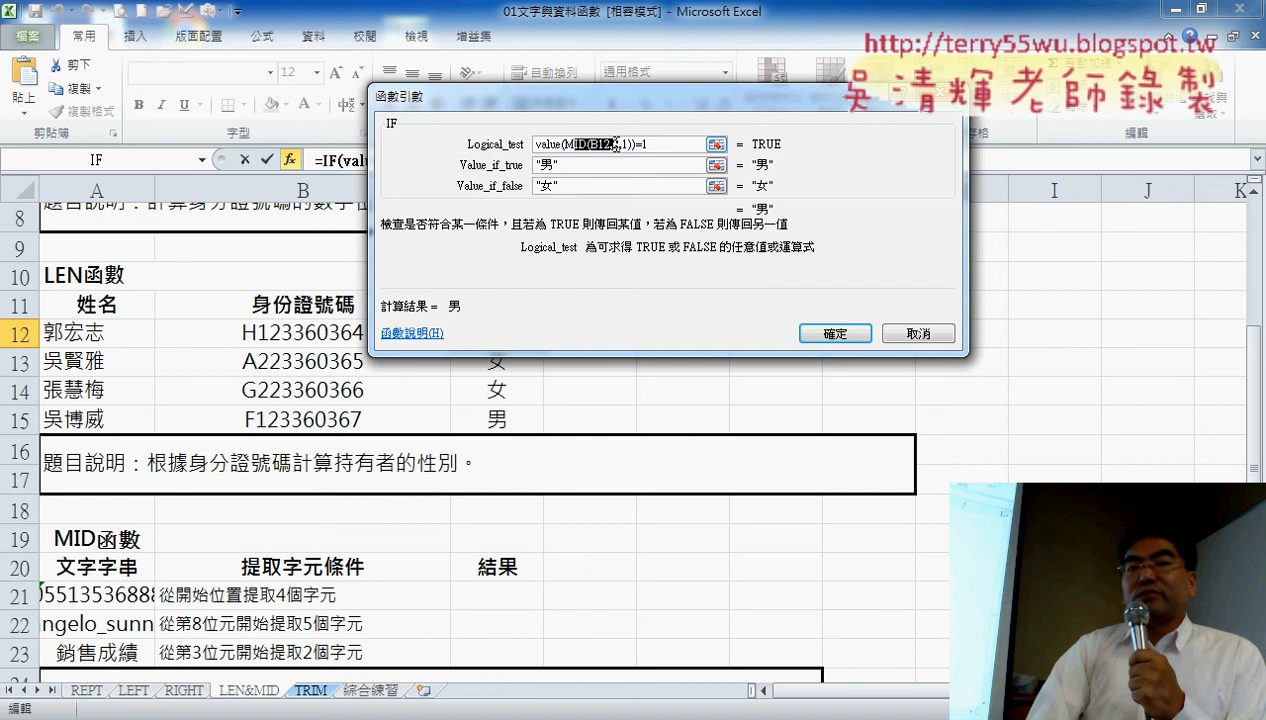 01文字與資料函數 [相容模式] - Microsoft Excel
檔案 常用 插入 版面配置 公式 資料 校閱 檢視 增益集
http://terry55wu.blogspot.tw
吳清輝老師錄製
貼上 剪下 複製 複製格式
12 自動換列 通用格式
B I U
剪貼簿 字型 編輯
IF =IF(valu
函數引數
IF
Logical_test value(MID(B12,2,1))=1 = TRUE
Value_if_true "男" = "男"
Value_if_false "女" = "女"
= "男"
檢查是否符合某一條件，且若為 TRUE 則傳回某值，若為 FALSE 則傳回另一值
Logical_test 為可求得 TRUE 或 FALSE 的任意值或運算式
計算結果 = 男
函數說明(H) 確定 取消
A B I J K
8
9
10 LEN函數
11 姓名 身份證號碼
12 郭宏志 H123360364
13 吳賢雅 A223360365 女
14 張慧梅 G223360366 女
15 吳博威 F123360367 男
16 題目說明：根據身分證號碼計算持有者的性別。
17
18
19 MID函數
20 文字字串 提取字元條件 結果
21 0551353688 從開始位置提取4個字元
22 ngelo_sunn 從第8位元開始提取5個字元
23 銷售成績 從第3位元開始提取2個字元
REPT LEFT RIGHT LEN&MID TRIM 綜合練習
編輯